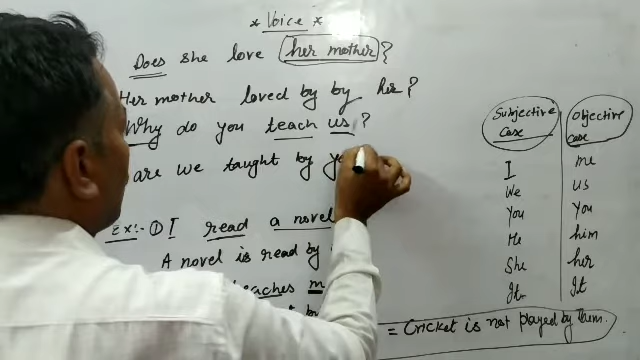 * Voice *
Does she love her mother?
Her mother loved by by her?
Why do you teach us?
are we taught by
Ex:- ① I read a novel
A novel is read by
teaches m
Subjective Case
Objective Case
I me
We us
You You
He him
She her
It It
= Cricket is not played by them.